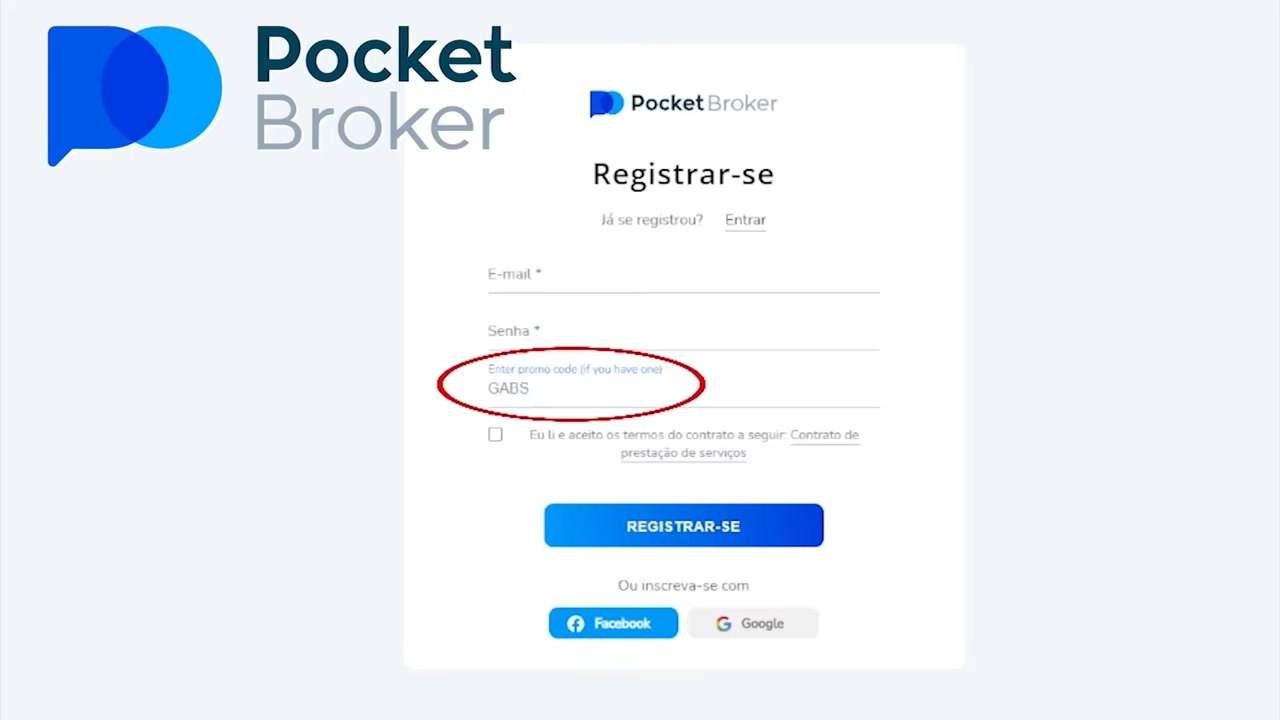 Pocket
Broker
Pocket Broker
Registrar-se
Já se registrou? Entrar
E-mail *
Senha *
Enter promo code (if you have one)
GABS
Eu li e aceito os termos do contrato a seguir: Contrato de
prestação de serviços
REGISTRAR-SE
Ou inscreva-se com
Facebook
Google